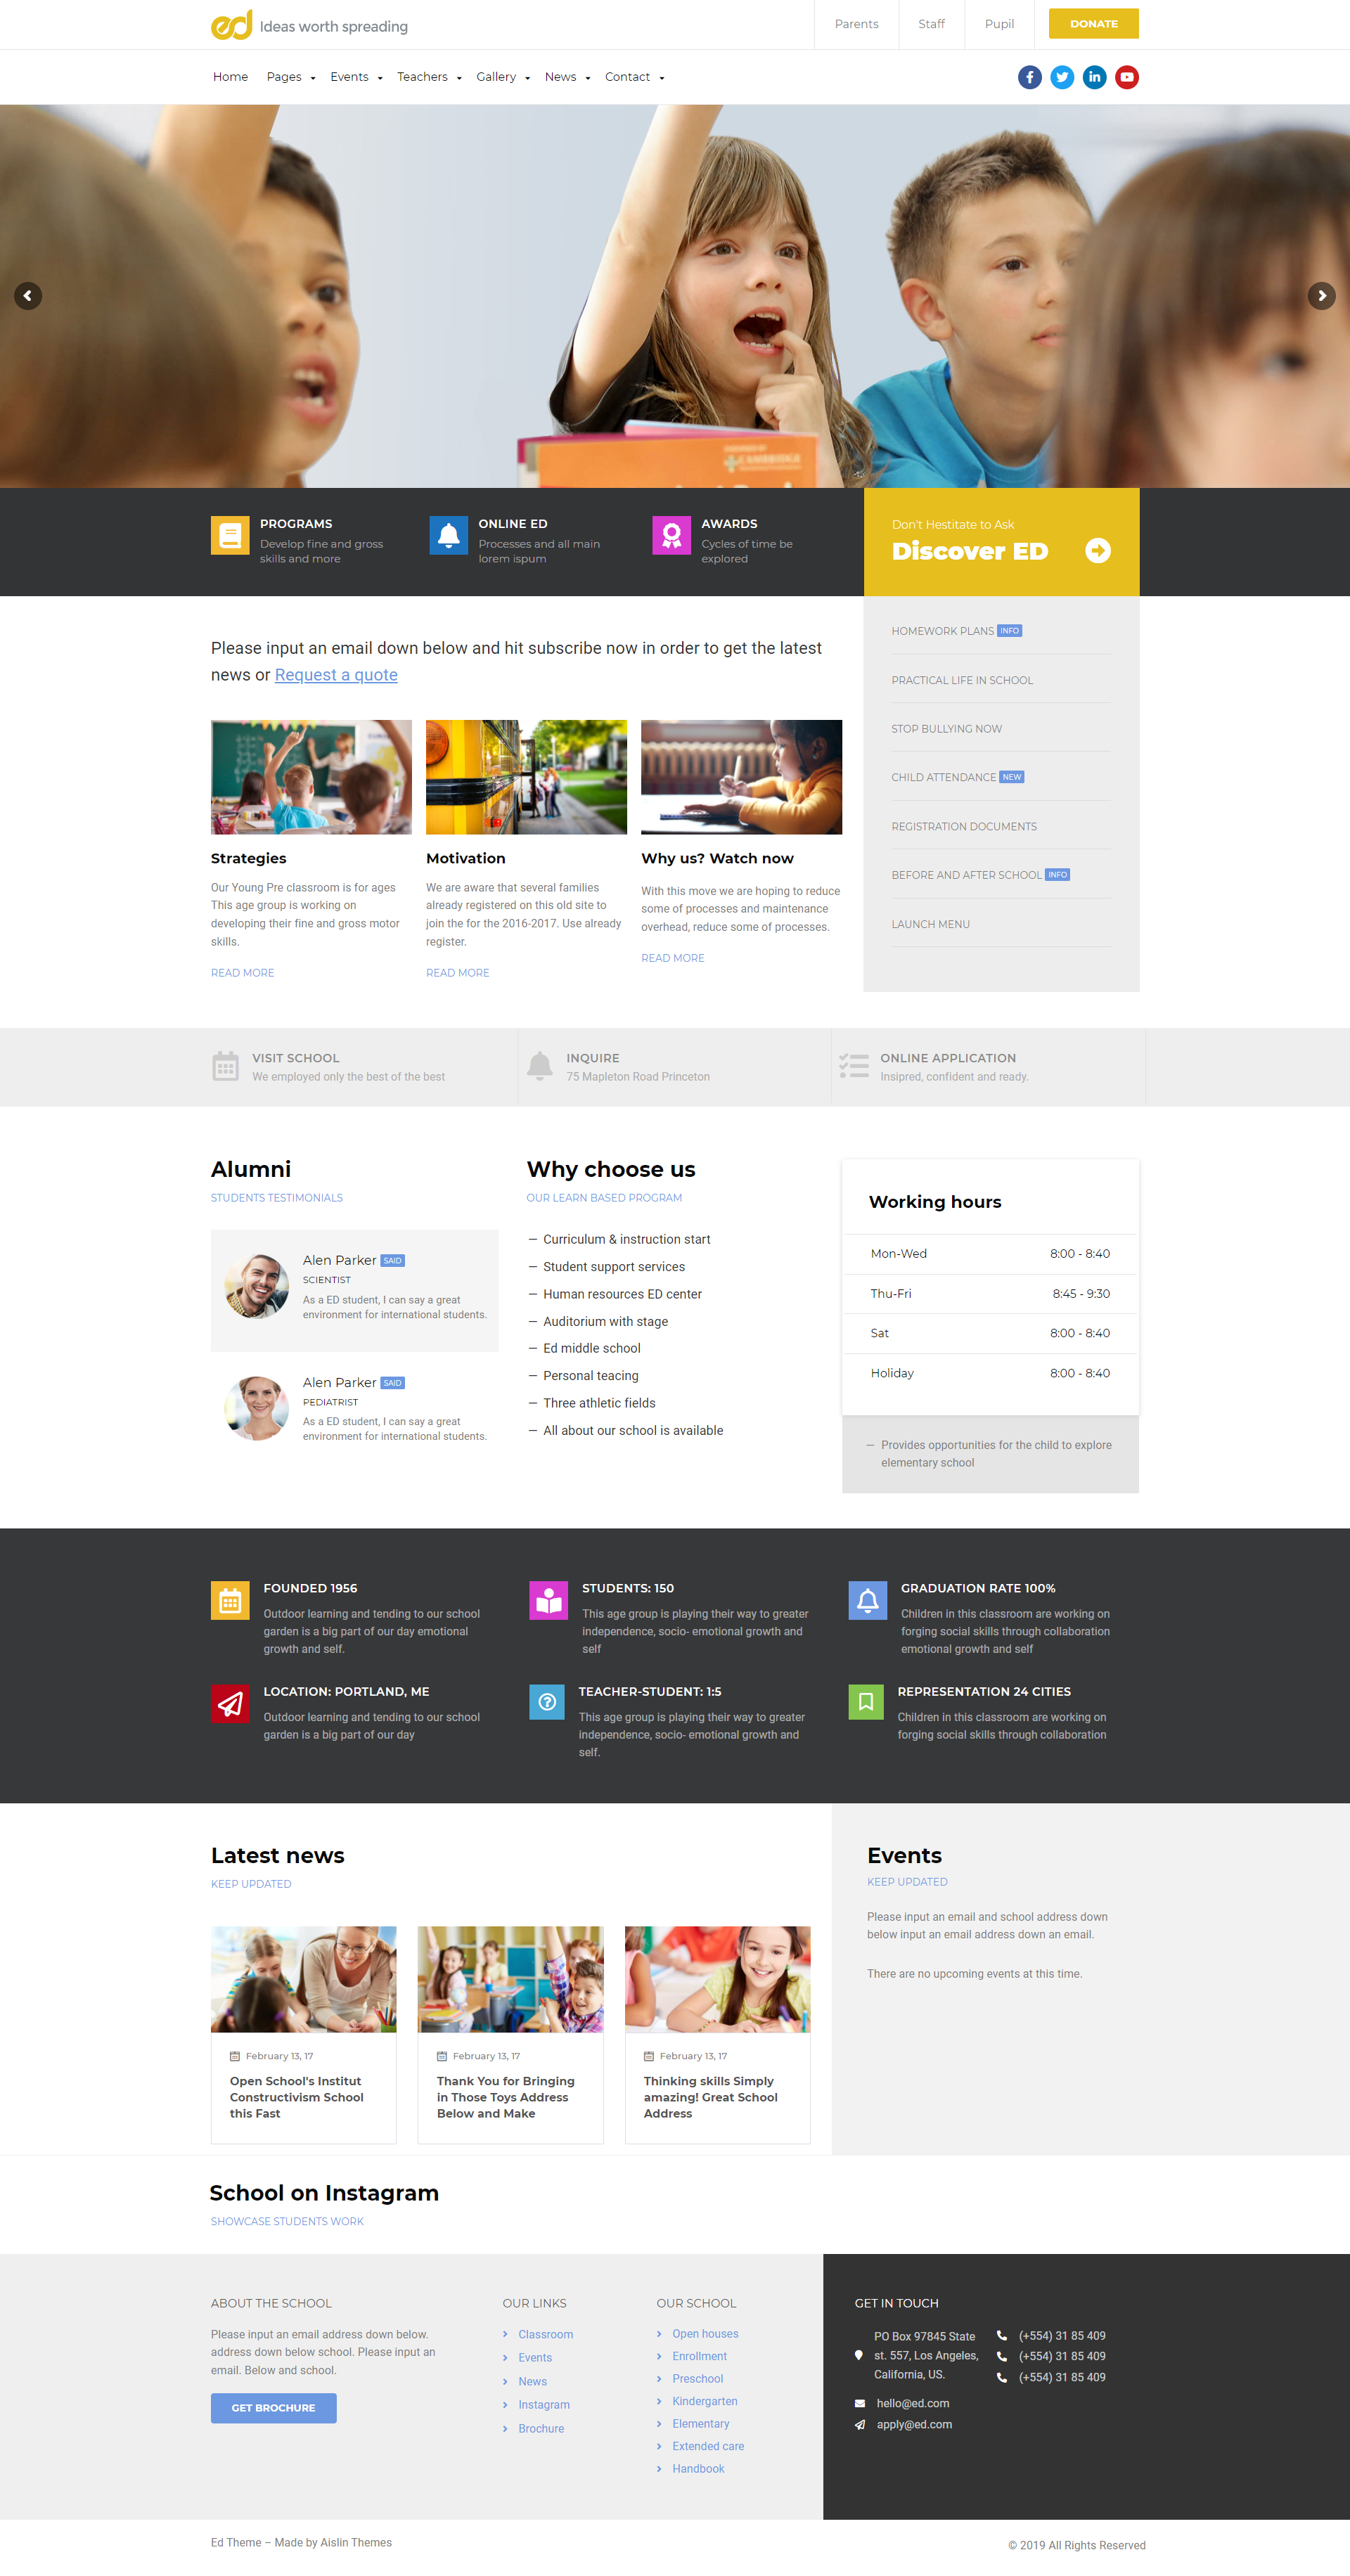 ed Ideas worth spreading
Parents Staff Pupil DONATE
Home Pages Events Teachers Gallery News Contact
PROGRAMS
Develop fine and gross
skills and more
ONLINE ED
Processes and all main
lorem ispum
AWARDS
Cycles of time be
explored
Don't Hestitate to Ask
Discover ED
Please input an email down below and hit subscribe now in order to get the latest
news or Request a quote
Strategies
Our Young Pre classroom is for ages
This age group is working on
developing their fine and gross motor
skills.
READ MORE
Motivation
We are aware that several families
already registered on this old site to
join the for the 2016-2017. Use already
register.
READ MORE
Why us? Watch now
With this move we are hoping to reduce
some of processes and maintenance
overhead, reduce some of processes.
READ MORE
HOMEWORK PLANS INFO
PRACTICAL LIFE IN SCHOOL
STOP BULLYING NOW
CHILD ATTENDANCE NEW
REGISTRATION DOCUMENTS
BEFORE AND AFTER SCHOOL INFO
LAUNCH MENU
VISIT SCHOOL
We employed only the best of the best
INQUIRE
75 Mapleton Road Princeton
ONLINE APPLICATION
Insipred, confident and ready.
Alumni
STUDENTS TESTIMONIALS
Alen Parker SAID
SCIENTIST
As a ED student, I can say a great
environment for international students.
Alen Parker SAID
PEDIATRIST
As a ED student, I can say a great
environment for international students.
Why choose us
OUR LEARN BASED PROGRAM
— Curriculum & instruction start
— Student support services
— Human resources ED center
— Auditorium with stage
— Ed middle school
— Personal teacing
— Three athletic fields
— All about our school is available
Working hours
Mon-Wed 8:00 - 8:40
Thu-Fri 8:45 - 9:30
Sat 8:00 - 8:40
Holiday 8:00 - 8:40
— Provides opportunities for the child to explore
elementary school
FOUNDED 1956
Outdoor learning and tending to our school
garden is a big part of our day emotional
growth and self.
STUDENTS: 150
This age group is playing their way to greater
independence, socio- emotional growth and
self
GRADUATION RATE 100%
Children in this classroom are working on
forging social skills through collaboration
emotional growth and self
LOCATION: PORTLAND, ME
Outdoor learning and tending to our school
garden is a big part of our day
TEACHER-STUDENT: 1:5
This age group is playing their way to greater
independence, socio- emotional growth and
self.
REPRESENTATION 24 CITIES
Children in this classroom are working on
forging social skills through collaboration
Latest news
KEEP UPDATED
February 13, 17
Open School's Institut
Constructivism School
this Fast
February 13, 17
Thank You for Bringing
in Those Toys Address
Below and Make
February 13, 17
Thinking skills Simply
amazing! Great School
Address
Events
KEEP UPDATED
Please input an email and school address down
below input an email address down an email.
There are no upcoming events at this time.
School on Instagram
SHOWCASE STUDENTS WORK
ABOUT THE SCHOOL
Please input an email address down below.
address down below school. Please input an
email. Below and school.
GET BROCHURE
OUR LINKS
Classroom
Events
News
Instagram
Brochure
OUR SCHOOL
Open houses
Enrollment
Preschool
Kindergarten
Elementary
Extended care
Handbook
GET IN TOUCH
PO Box 97845 State
st. 557, Los Angeles,
California, US.
(+554) 31 85 409
(+554) 31 85 409
(+554) 31 85 409
hello@ed.com
apply@ed.com
Ed Theme – Made by Aislin Themes
© 2019 All Rights Reserved